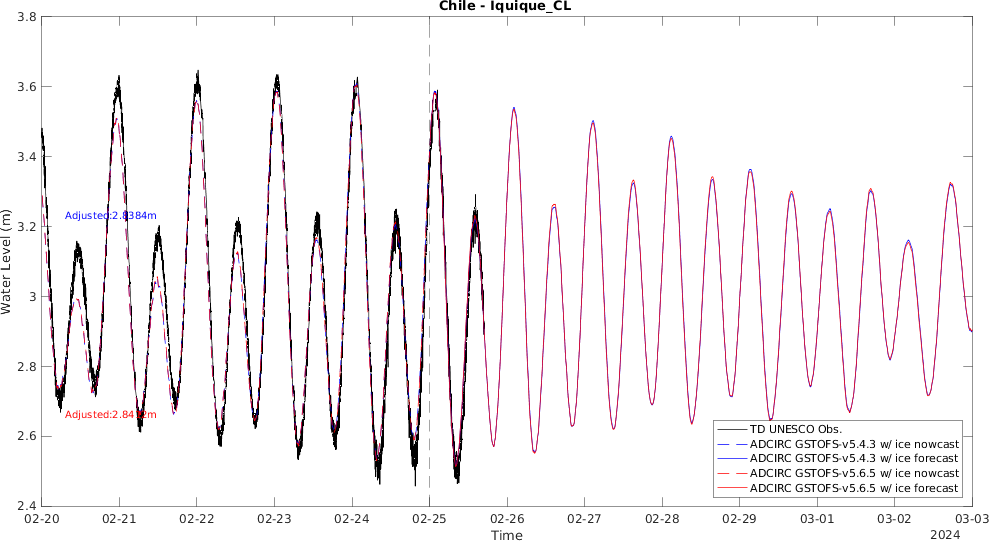 Chile - Iquique_CL
3.8
3.6
3.4
3.2
3
2.8
2.6
2.4
Water Level (m)
Adjusted:2.8384m
Adjusted:2.8412m
TD UNESCO Obs.
ADCIRC GSTOFS-v5.4.3 w/ ice nowcast
ADCIRC GSTOFS-v5.4.3 w/ ice forecast
ADCIRC GSTOFS-v5.6.5 w/ ice nowcast
ADCIRC GSTOFS-v5.6.5 w/ ice forecast
02-20 02-21 02-22 02-23 02-24 02-25 02-26 02-27 02-28 02-29 03-01 03-02 03-03
Time
2024